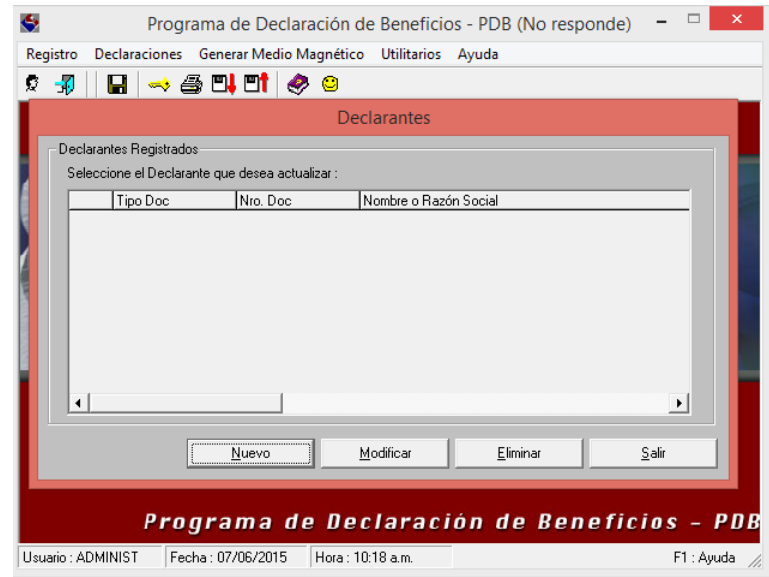 Programa de Declaración de Beneficios - PDB (No responde)
Registro Declaraciones Generar Medio Magnético Utilitarios Ayuda
Declarantes
Declarantes Registrados
Seleccione el Declarante que desea actualizar :
Tipo Doc Nro. Doc Nombre o Razón Social
Nuevo Modificar Eliminar Salir
Programa de Declaración de Beneficios - PDB
Usuario : ADMINIST Fecha : 07/06/2015 Hora : 10:18 a.m. F1 : Ayuda